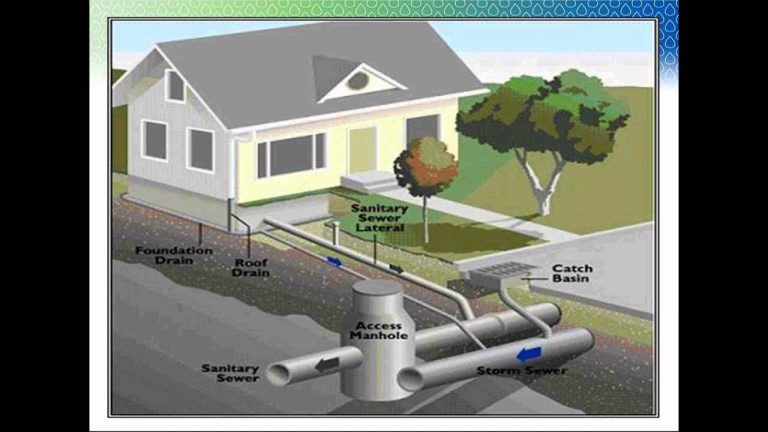 Sanitary
Sewer
Lateral
Foundation
Drain
Roof
Drain
Catch
Basin
Access
Manhole
Sanitary
Sewer
Storm Sewer